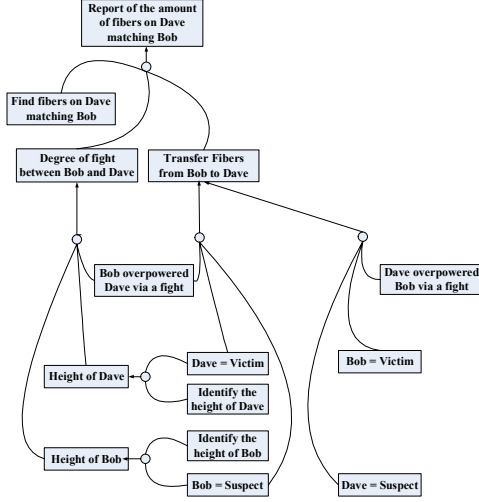 Report of the amount
of fibers on Dave
matching Bob
Find fibers on Dave
matching Bob
Degree of fight
between Bob and Dave
Transfer Fibers
from Bob to Dave
Bob overpowered
Dave via a fight
Dave overpowered
Bob via a fight
Dave = Victim
Bob = Victim
Height of Dave
Identify the
height of Dave
Identify the
height of Bob
Height of Bob
Bob = Suspect
Dave = Suspect